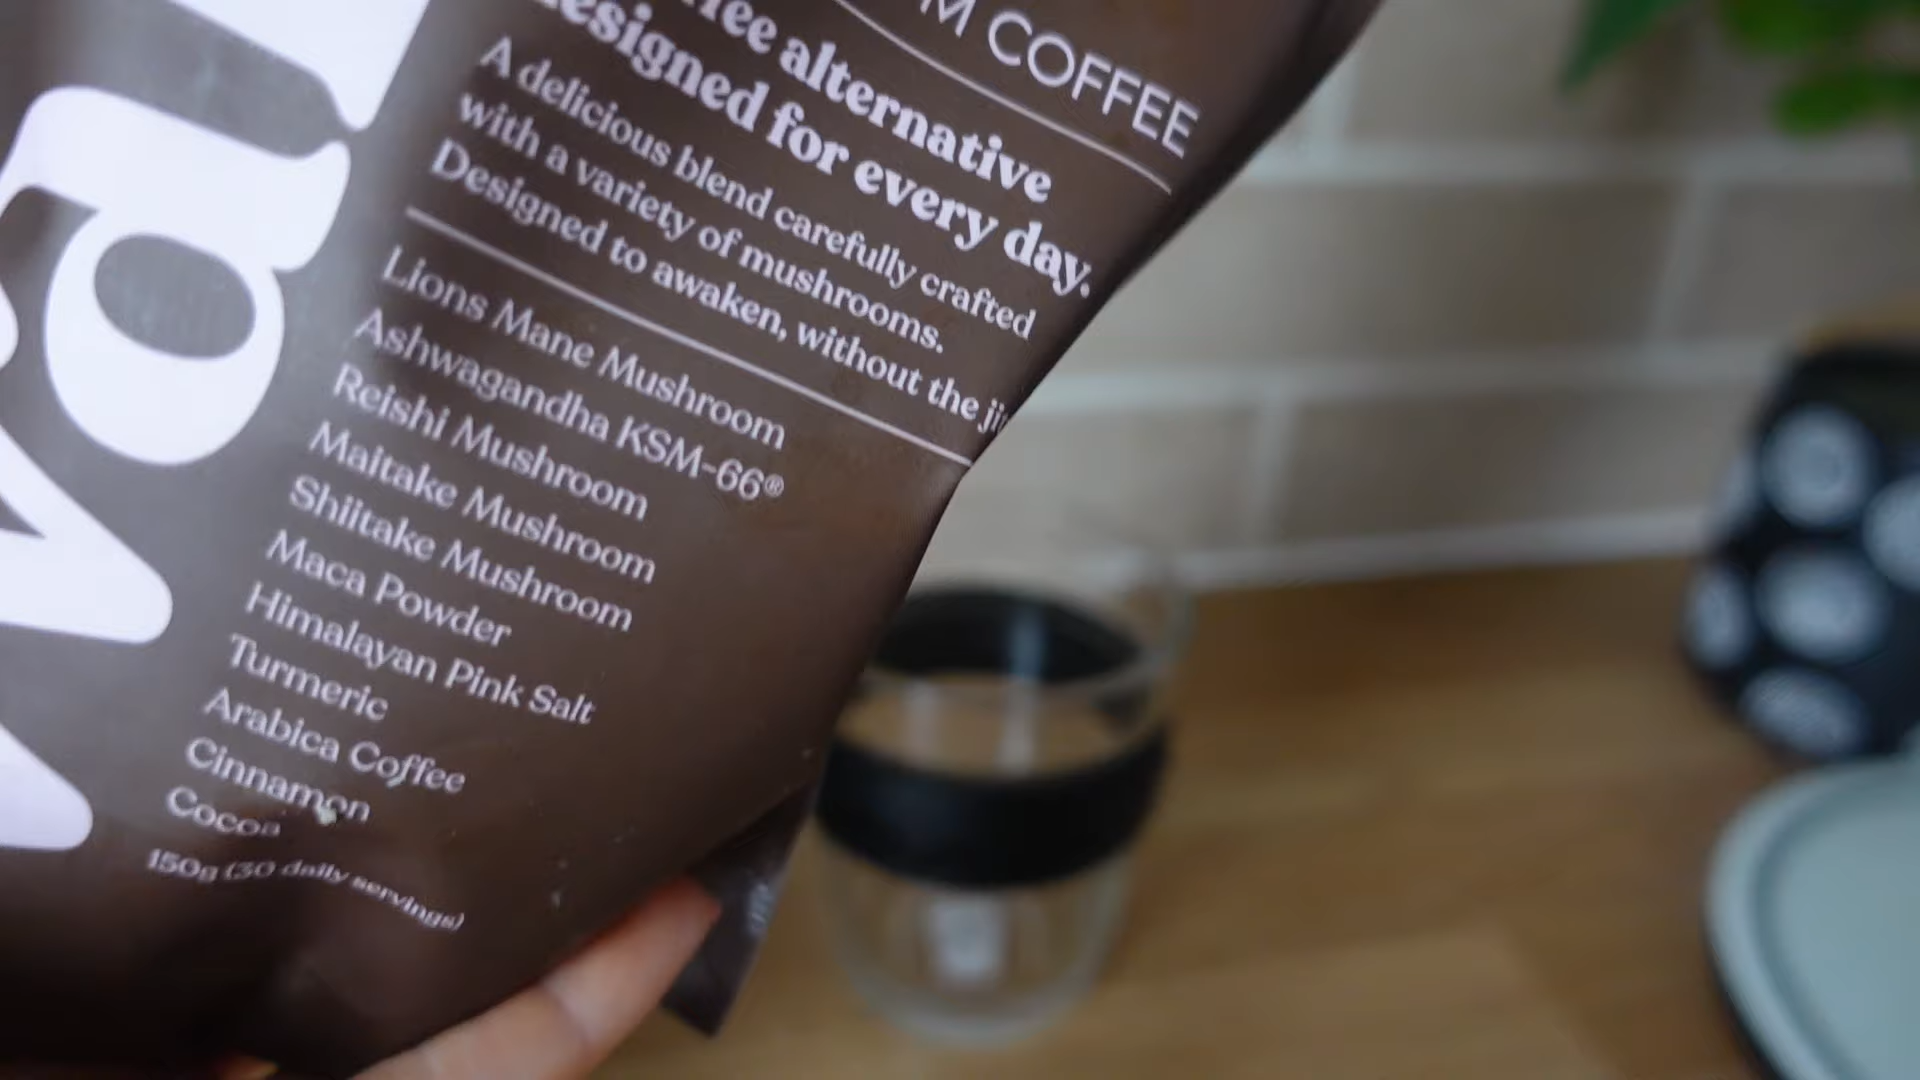 M COFFEE
alternative
designed for every day.
A delicious blend carefully crafted
with a variety of mushrooms.
Designed to awaken, without the
Lions Mane Mushroom
Ashwagandha KSM-66®
Reishi Mushroom
Maitake Mushroom
Shiitake Mushroom
Maca Powder
Himalayan Pink Salt
Turmeric
Arabica Coffee
Cinnamon
Cocoa
150g (30 daily servings)